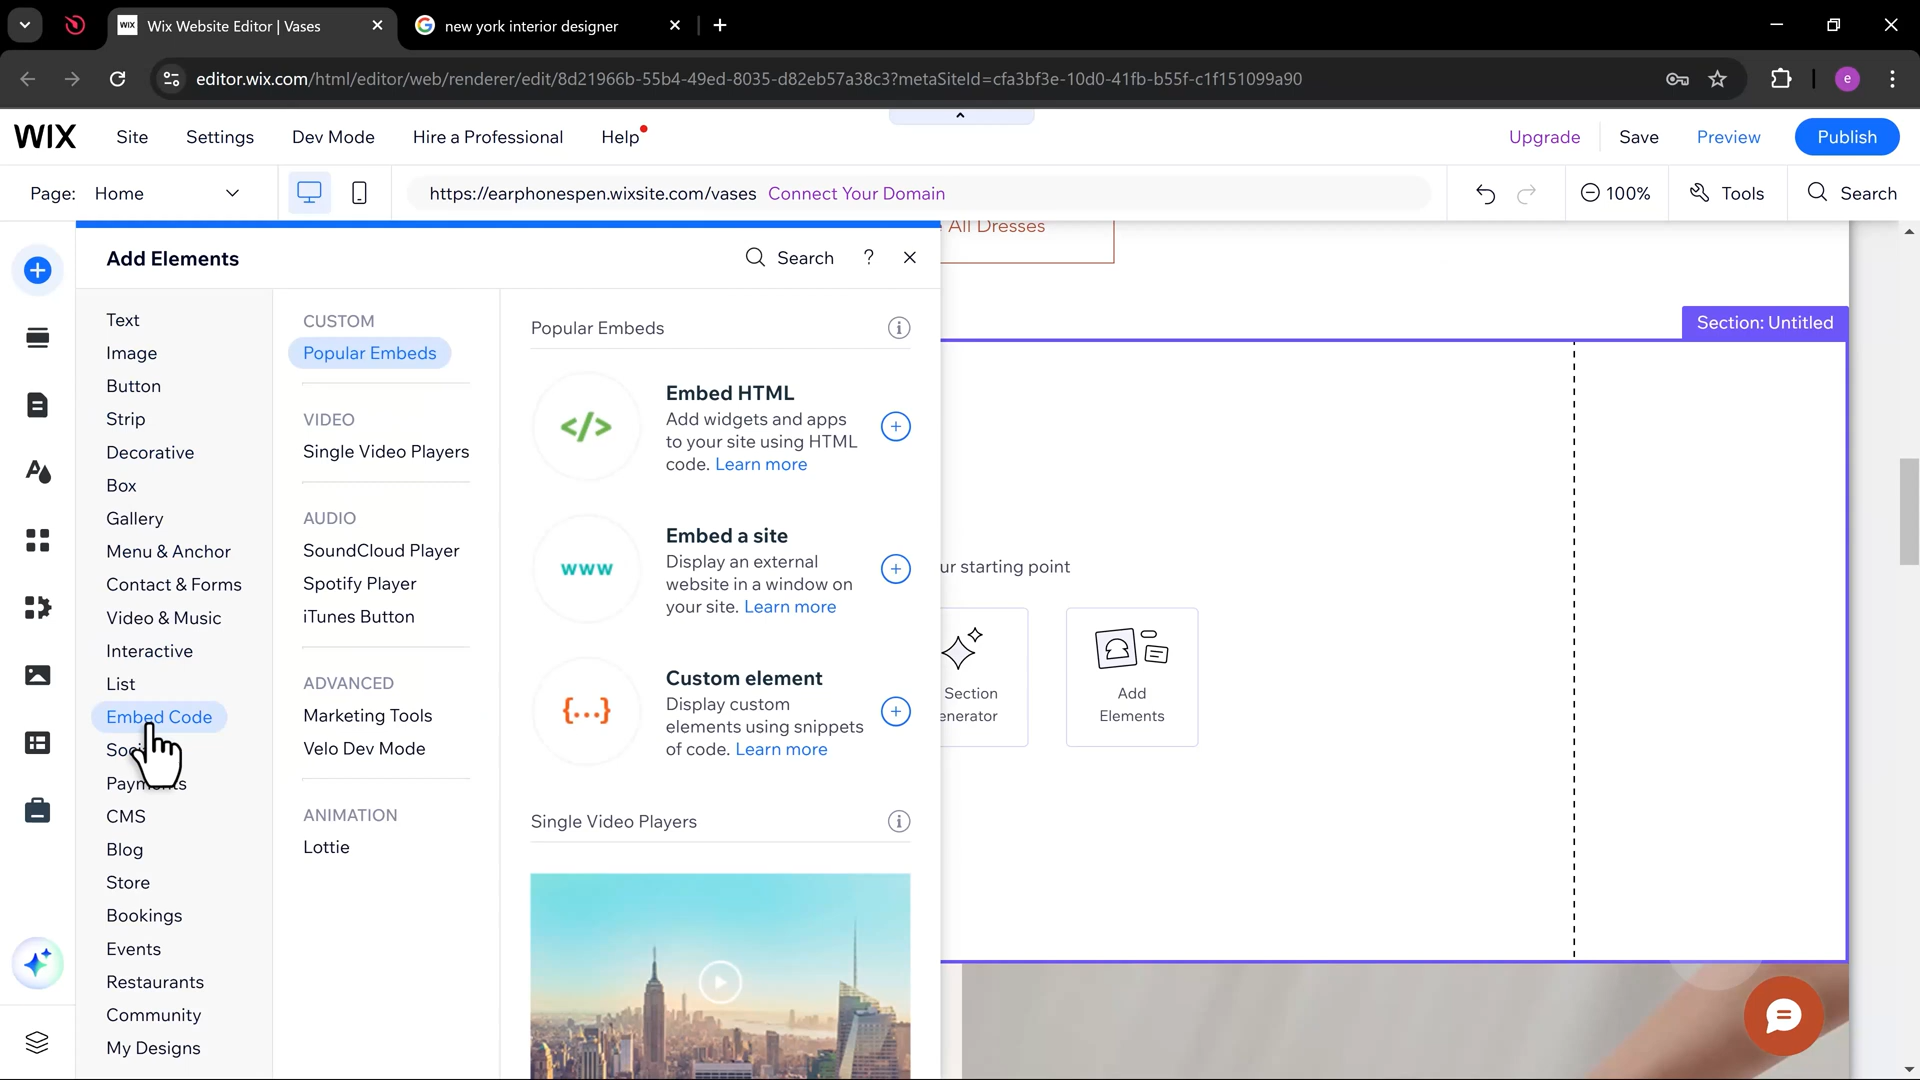 WIX Wix Website Editor | Vases
new york interior designer
editor.wix.com/html/editor/web/renderer/edit/8d21966b-55b4-49ed-8035-d82eb57a38c3?metaSiteId=cfa3bf3e-10d0-41fb-b55f-c1f151099a90
e
WIX Site Settings Dev Mode Hire a Professional Help Upgrade Save Preview Publish
Page: Home https://earphonespen.wixsite.com/vases Connect Your Domain 100% Tools Search
All Dresses
Add Elements Search ?
Section: Untitled
Text
Image
Button
Strip
Decorative
Box
Gallery
Menu & Anchor
Contact & Forms
Video & Music
Interactive
List
Embed Code
Payments
CMS
Blog
Store
Bookings
Events
Restaurants
Community
My Designs
CUSTOM
Popular Embeds
VIDEO
Single Video Players
AUDIO
SoundCloud Player
Spotify Player
iTunes Button
ADVANCED
Marketing Tools
Velo Dev Mode
ANIMATION
Lottie
Popular Embeds
</>
Embed HTML
Add widgets and apps
to your site using HTML
code. Learn more
www
Embed a site
Display an external
website in a window on
your site. Learn more
{...}
Custom element
Display custom
elements using snippets
of code. Learn more
Single Video Players
ur starting point
Section
enerator
Add
Elements